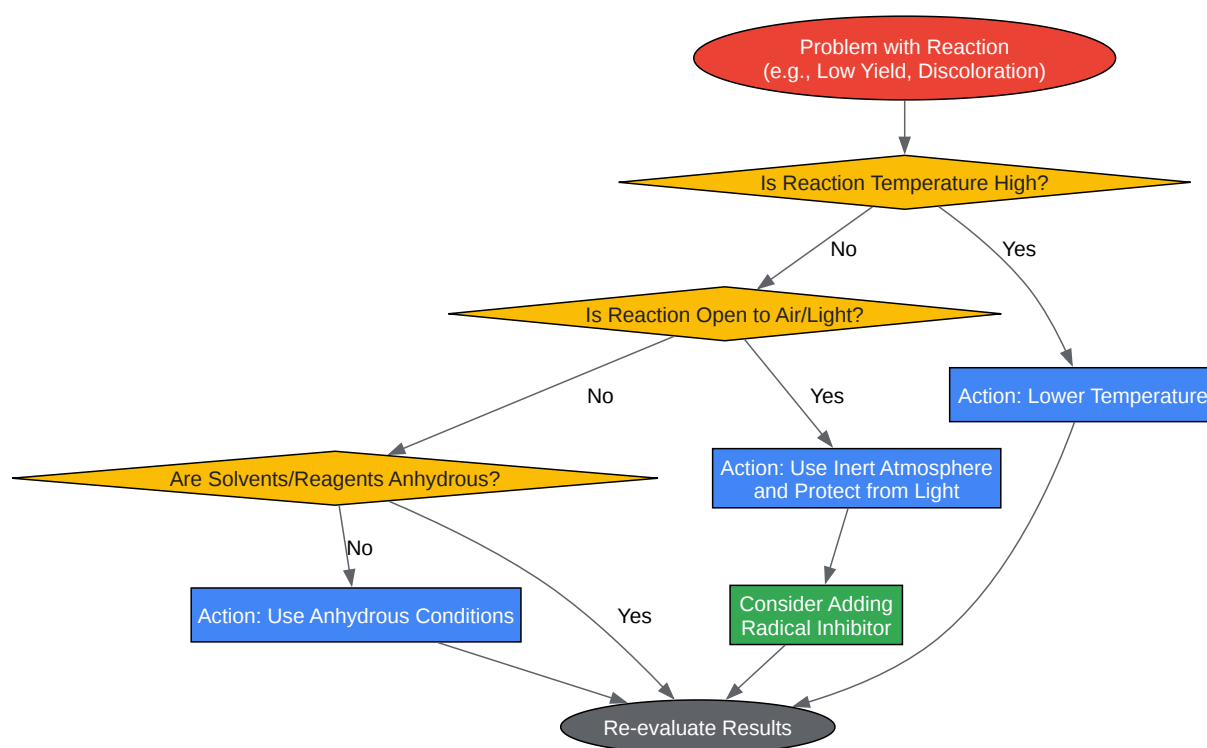 Problem with Reaction
(e.g., Low Yield, Discoloration)
Is Reaction Temperature High?
No
Yes
Is Reaction Open to Air/Light?
No
Yes
Action: Lower Temperature
Are Solvents/Reagents Anhydrous?
Action: Use Inert Atmosphere
and Protect from Light
No
Yes
Action: Use Anhydrous Conditions
Consider Adding
Radical Inhibitor
Re-evaluate Results